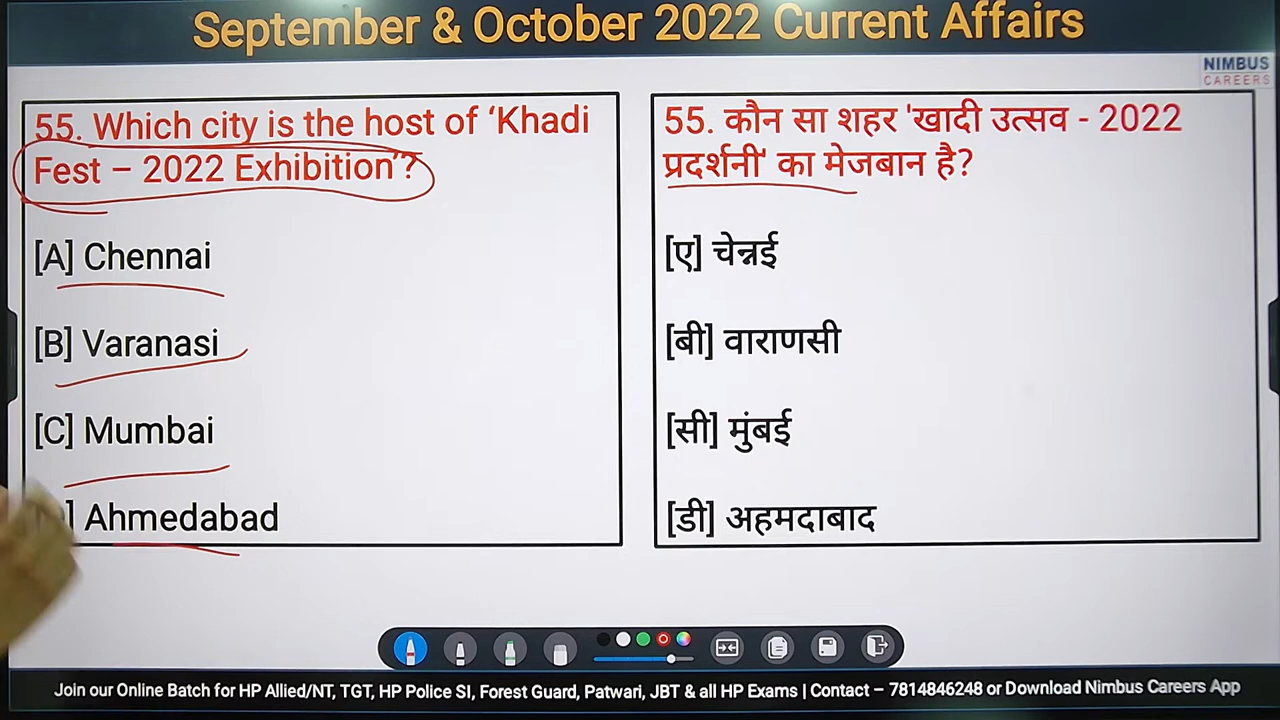 September & October 2022 Current Affairs
NIMBUS
CAREERS
55. Which city is the host of ‘Khadi
Fest – 2022 Exhibition’?
[A] Chennai
[B] Varanasi
[C] Mumbai
] Ahmedabad
55. कौन सा शहर 'खादी उत्सव - 2022
प्रदर्शनी' का मेजबान है?
[ए] चेन्नई
[बी] वाराणसी
[सी] मुंबई
[डी] अहमदाबाद
Join our Online Batch for HP Allied/NT, TGT, HP Police SI, Forest Guard, Patwari, JBT & all HP Exams | Contact – 7814846248 or Download Nimbus Careers App